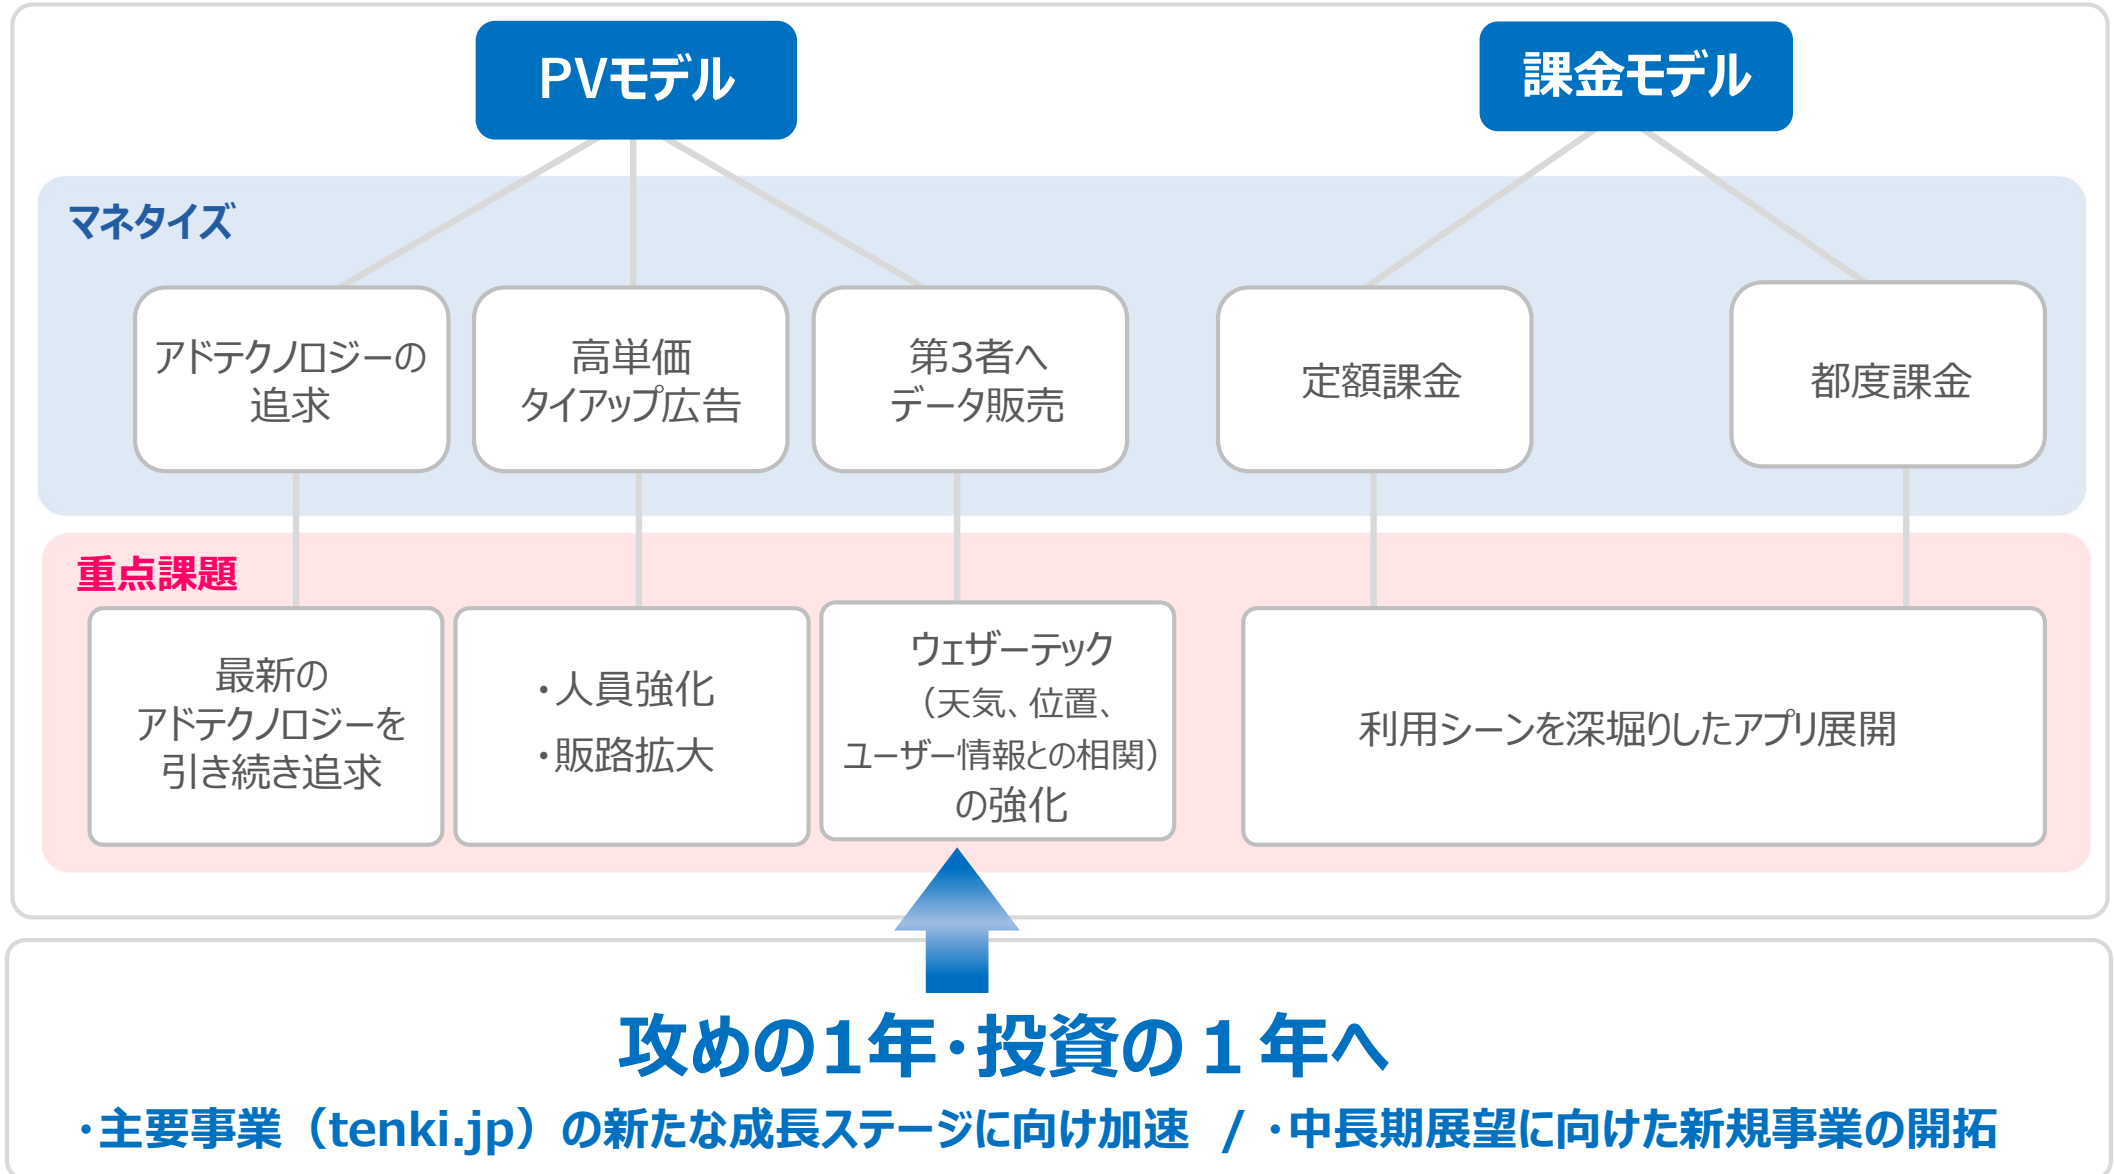 PVモデル
課金モデル
マネタイズ
アドテクノロジーの
追求
高単価
タイアップ広告
第3者へ
データ販売
定額課金
都度課金
重点課題
最新の
アドテクノロジーを
引き続き追求
・人員強化
・販路拡大
ウェザーテック
（天気、位置、
ユーザー情報との相関）
の強化
利用シーンを深堀りしたアプリ展開
攻めの1年・投資の１年へ
・主要事業（tenki.jp）の新たな成長ステージに向け加速 / ・中長期展望に向けた新規事業の開拓